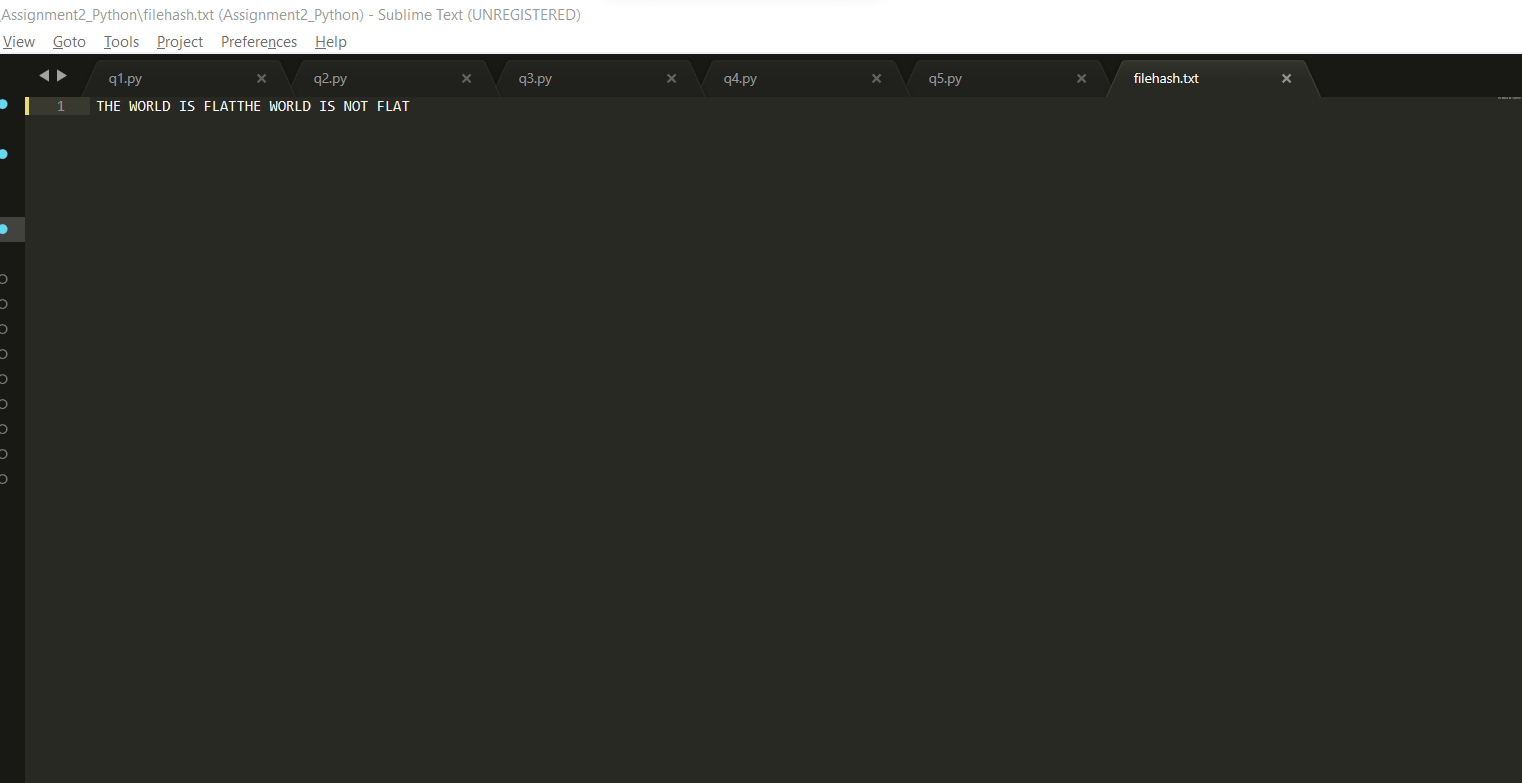 Assignment2_Python\filehash.txt (Assignment2_Python) - Sublime Text (UNREGISTERED)
View Goto Tools Project Preferences Help
q1.py q2.py q3.py q4.py q5.py filehash.txt
1 THE WORLD IS FLATTHE WORLD IS NOT FLAT